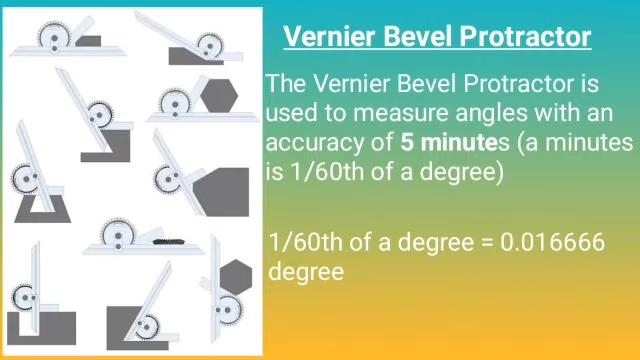 Vernier Bevel Protractor
The Vernier Bevel Protractor is
used to measure angles with an
accuracy of 5 minutes (a minutes
is 1/60th of a degree)
1/60th of a degree = 0.016666
degree